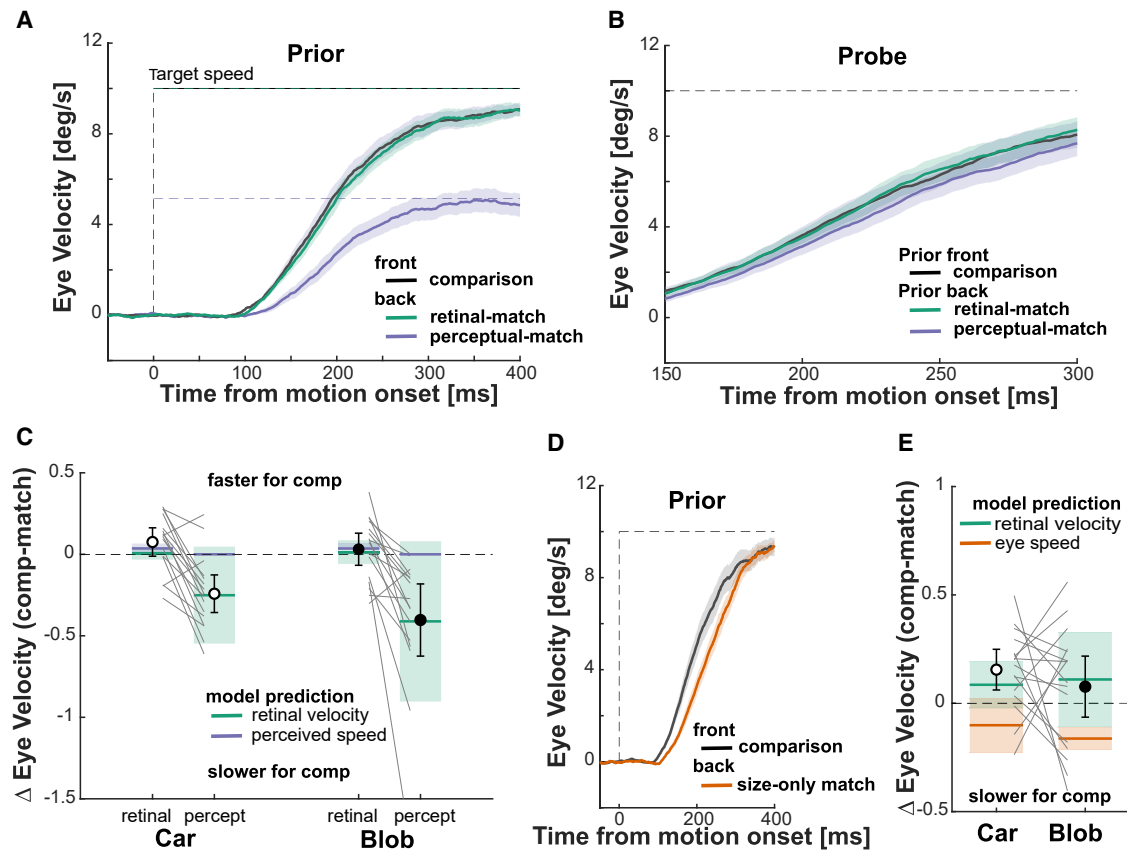 A
Prior
Eye Velocity [deg/s]
12
8
4
0
Target speed
front
comparison
back
retinal-match
perceptual-match
0
100
200
300
400
Time from motion onset [ms]
B
Probe
Eye Velocity [deg/s]
12
8
4
0
Prior front
comparison
Prior back
retinal-match
perceptual-match
150
200
250
300
Time from motion onset [ms]
C
Δ Eye Velocity (comp-match)
0.5
0
-0.5
-1
-1.5
faster for comp
model prediction
retinal velocity
perceived speed
slower for comp
retinal percept
retinal percept
Car
Blob
D
Prior
Eye Velocity [deg/s]
12
8
4
0
front
comparison
back
size-only match
0
200
400
Time from motion onset [ms]
E
Δ Eye Velocity (comp-match)
1
0.5
0
-0.5
model prediction
retinal velocity
eye speed
slower for comp
Car
Blob